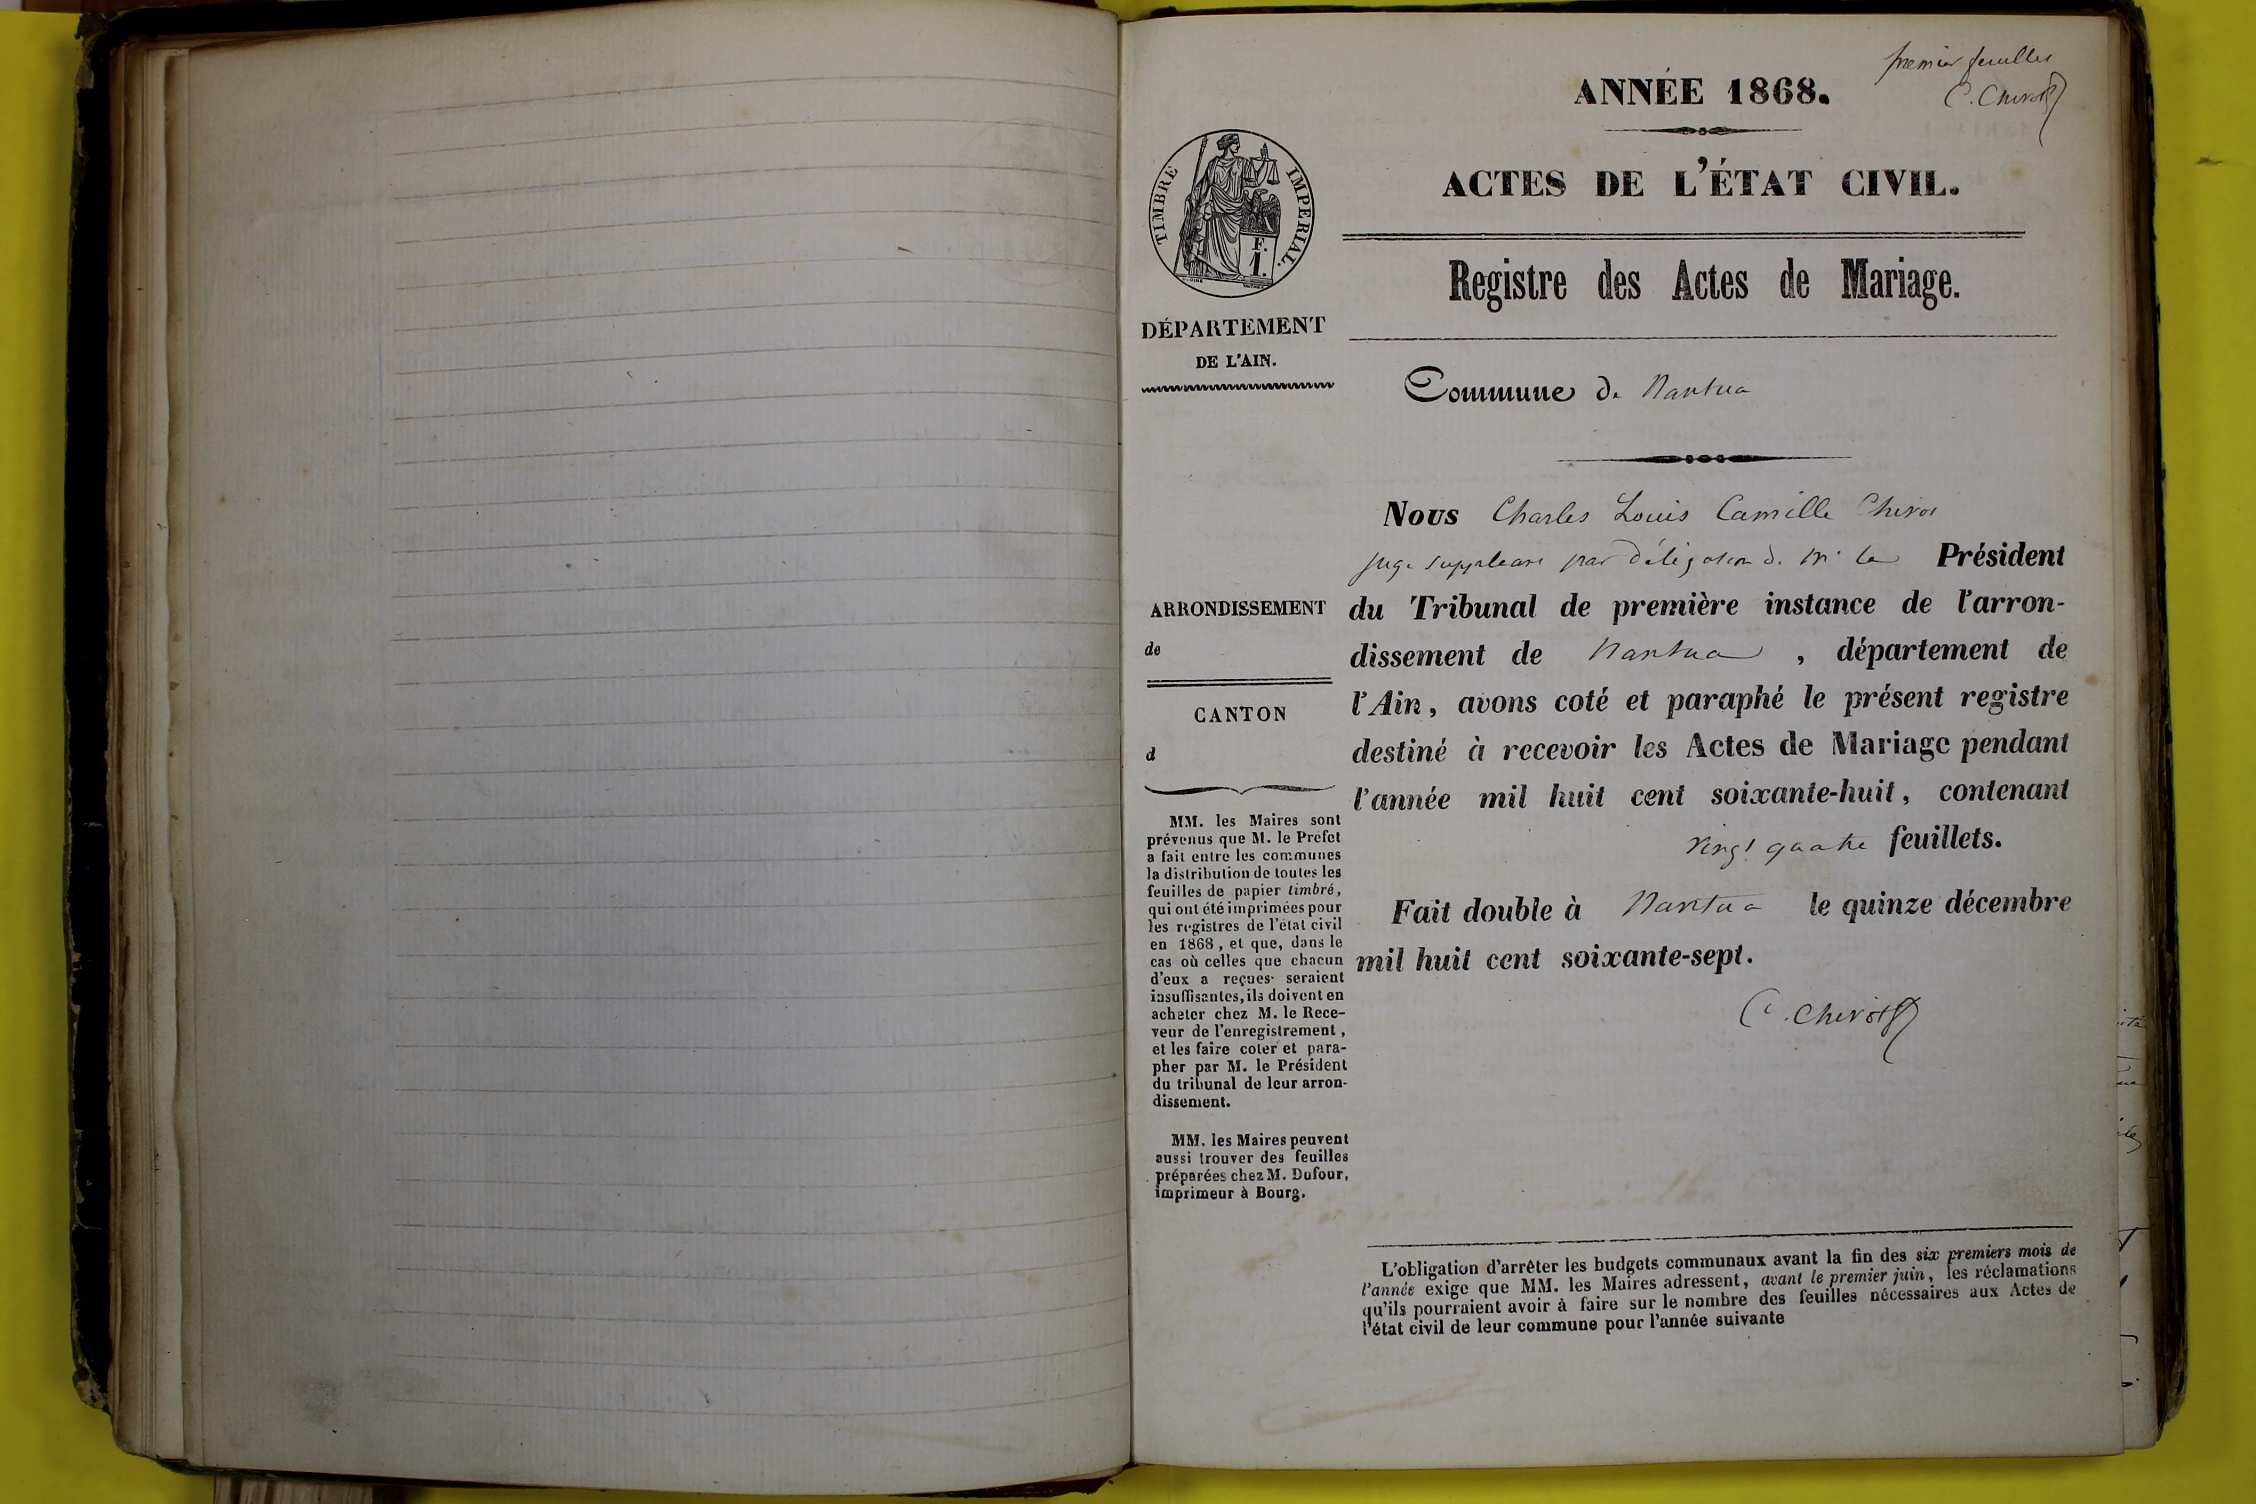 premier feuillet
C. Chivot
ANNÉE 1868.
ACTES DE L'ÉTAT CIVIL.
Registre des Actes de Mariage.
TIMBRE IMPERIAL.
F.
1.
DÉPARTEMENT
DE L'AIN.
Commune de Nantua
Nous Charles Louis Camille Chivot
juge suppléant par délégation de Mr le Président
du Tribunal de première instance de l'arron-
dissement de Nantua, département de
l'Ain, avons coté et paraphé le présent registre
destiné à recevoir les Actes de Mariage pendant
l'année mil huit cent soixante-huit, contenant
vingt quatre feuillets.
Fait double à Nantua le quinze décembre
mil huit cent soixante-sept.
C. Chivot
ARRONDISSEMENT
de
CANTON
d
MM. les Maires sont
prévenus que M. le Prefet
a fait entre les communes
la distribution de toutes les
feuilles de papier timbré,
qui ont été imprimées pour
les registres de l'état civil
en 1868, et que, dans le
cas où celles que chacun
d'eux a reçues seraient
insuffisantes, ils doivent en
acheter chez M. le Rece-
veur de l'enregistrement,
et les faire coter et para-
pher par M. le Président
du tribunal de leur arron-
dissement.
MM. les Maires peuvent
aussi trouver des feuilles
préparées chez M. Dufour,
imprimeur à Bourg.
L'obligation d'arrêter les budgets communaux avant la fin des six premiers mois de
l'année exige que MM. les Maires adressent, avant le premier juin, les réclamations
qu'ils pourraient avoir à faire sur le nombre des feuilles nécessaires aux Actes de
l'état civil de leur commune pour l'année suivante